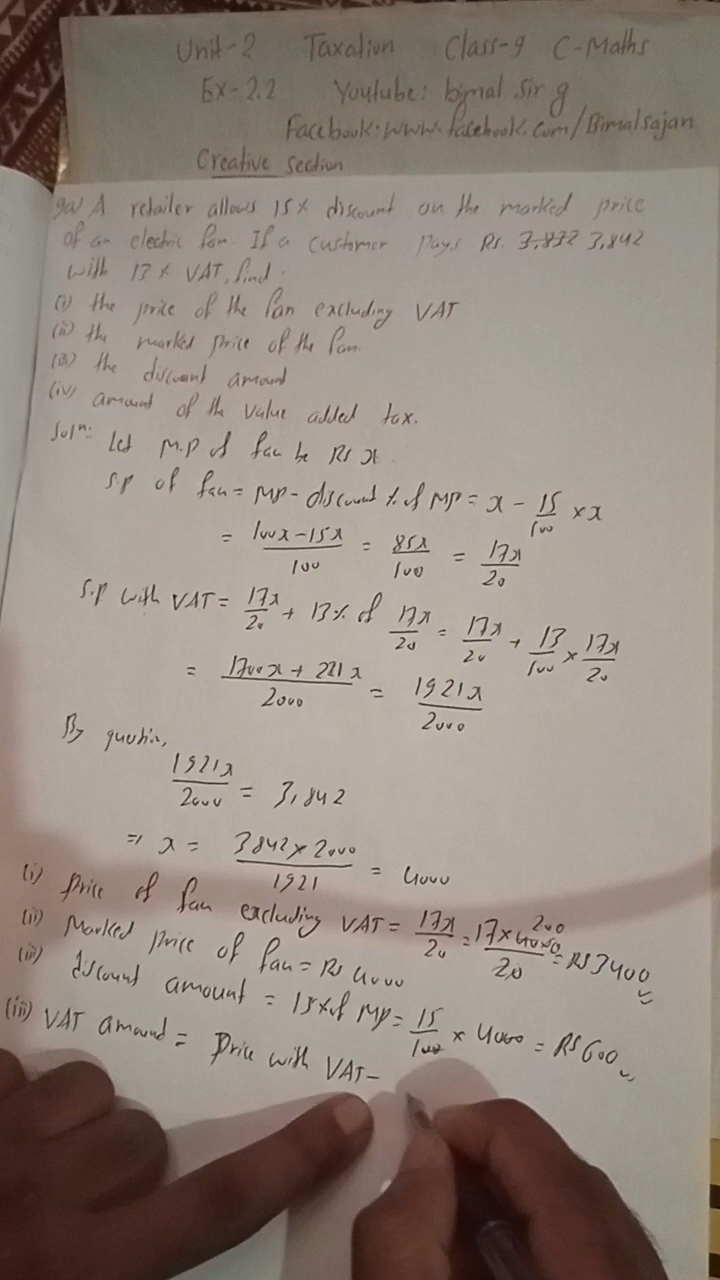 Unit-2 Taxation Class-9 C-Maths
Ex-2.2 Youtube: bimal sir g
Facebook: www.facebook.com/Bimalsajan
Creative section
9a) A retailer allows 15% discount on the marked price
of an electric fan. If a customer pays Rs. 3,832 3,842
with 13% VAT, find.
(i) the price of the fan excluding VAT
(ii) the marked price of the fan.
(iii) the discount amount
(iv) amount of the value added tax.
Solⁿ: Let M.P of fan be Rs x.
S.P of fan = MP - discount % of MP = x - 15/100 × x
= 100x-15x/100 = 85x/100 = 17x/20
S.P with VAT = 17x/20 + 13% of 17x/20 = 17x/20 + 13/100 × 17x/20
= 1700x + 221x/2000 = 1921x/2000
By question,
1921x/2000 = 3,842
⇒ x = 3842×2000/1921 = 4000
(i) Price of fan excluding VAT = 17x/20 = 17×4000/20 200 = Rs 3400
(ii) Marked price of fan = Rs 4000
(iii) discount amount = 15% of MP = 15/100 × 4000 = Rs 600
(iii) VAT amount = Price with VAT -